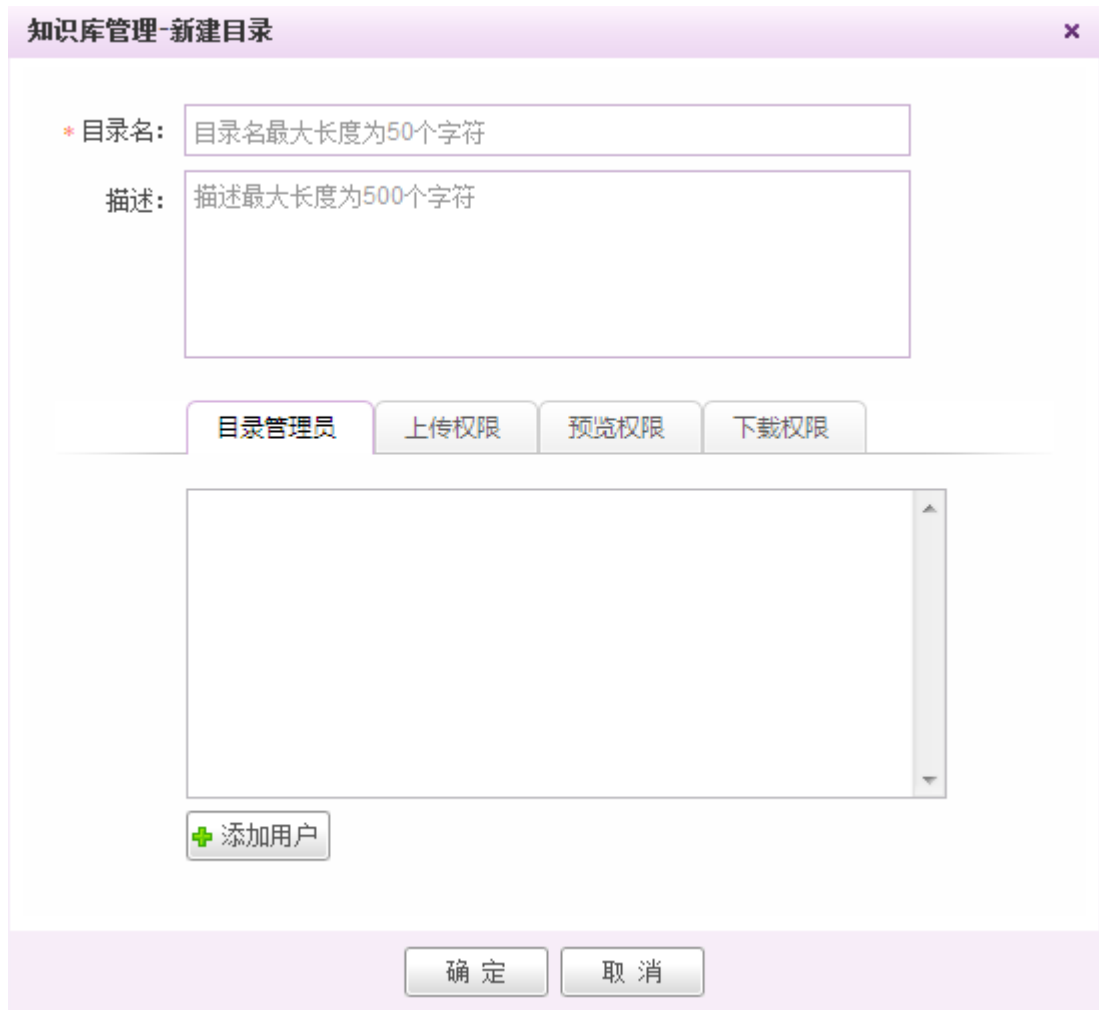 知识库管理-新建目录
*目录名：
目录名最大长度为50个字符
描述：
描述最大长度为500个字符
目录管理员 上传权限 预览权限 下载权限
添加用户
确 定 取 消